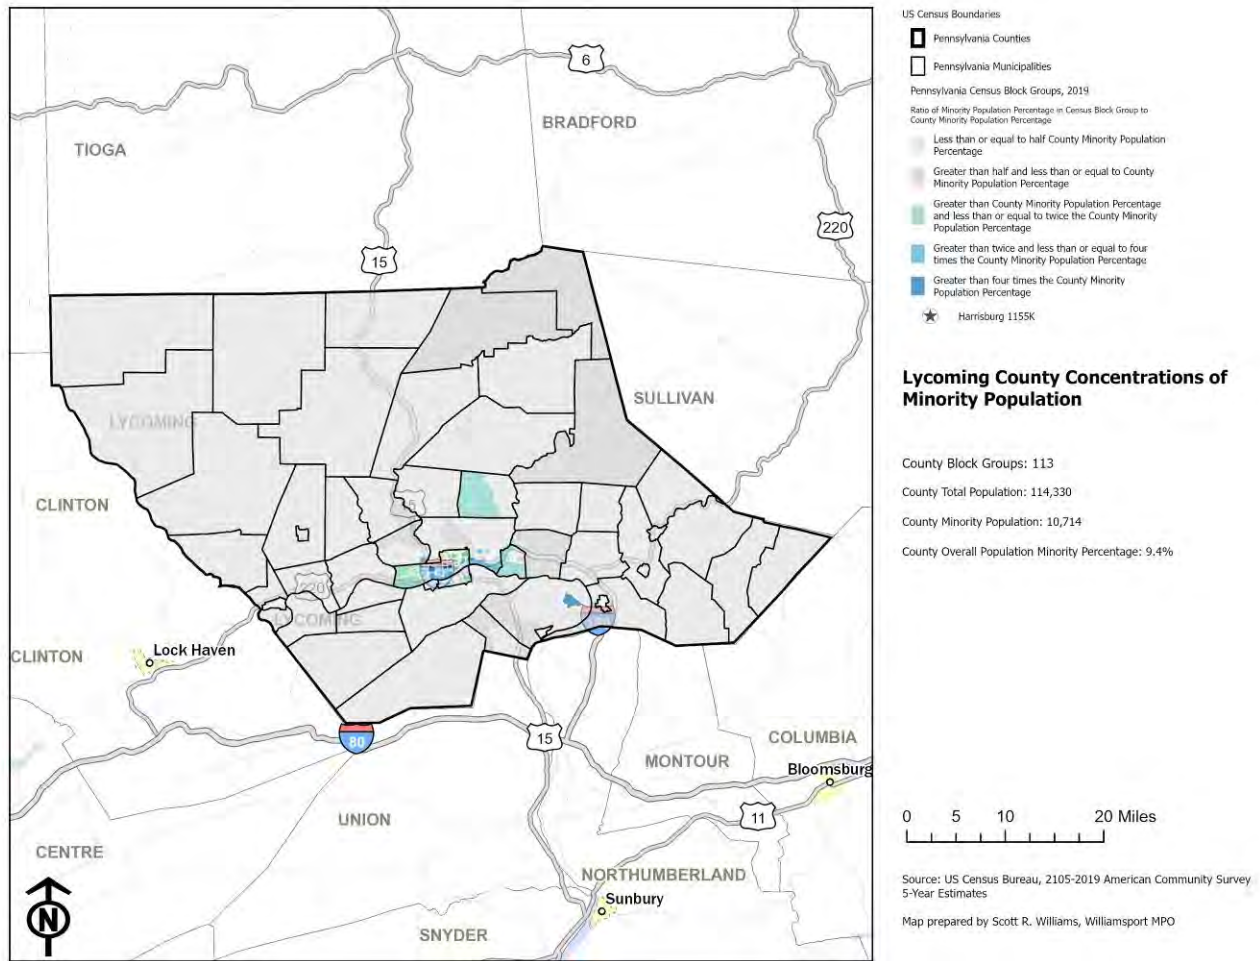 6
BRADFORD
TIOGA
220
15
SULLIVAN
LYCOMING
CLINTON
220
LYCOMING
CLINTON
Lock Haven
80
15
COLUMBIA
MONTOUR
Bloomsburg
11
UNION
CENTRE
NORTHUMBERLAND
Sunbury
SNYDER
N
US Census Boundaries
Pennsylvania Counties
Pennsylvania Municipalities
Pennsylvania Census Block Groups, 2019
Ratio of Minority Population Percentage in Census Block Group to
County Minority Population Percentage
Less than or equal to half County Minority Population
Percentage
Greater than half and less than or equal to County
Minority Population Percentage
Greater than County Minority Population Percentage
and less than or equal to twice the County Minority
Population Percentage
Greater than twice and less than or equal to four
times the County Minority Population Percentage
Greater than four times the County Minority
Population Percentage
Harrisburg 1155K
Lycoming County Concentrations of
Minority Population
County Block Groups: 113
County Total Population: 114,330
County Minority Population: 10,714
County Overall Population Minority Percentage: 9.4%
0 5 10 20 Miles
Source: US Census Bureau, 2105-2019 American Community Survey
5-Year Estimates
Map prepared by Scott R. Williams, Williamsport MPO